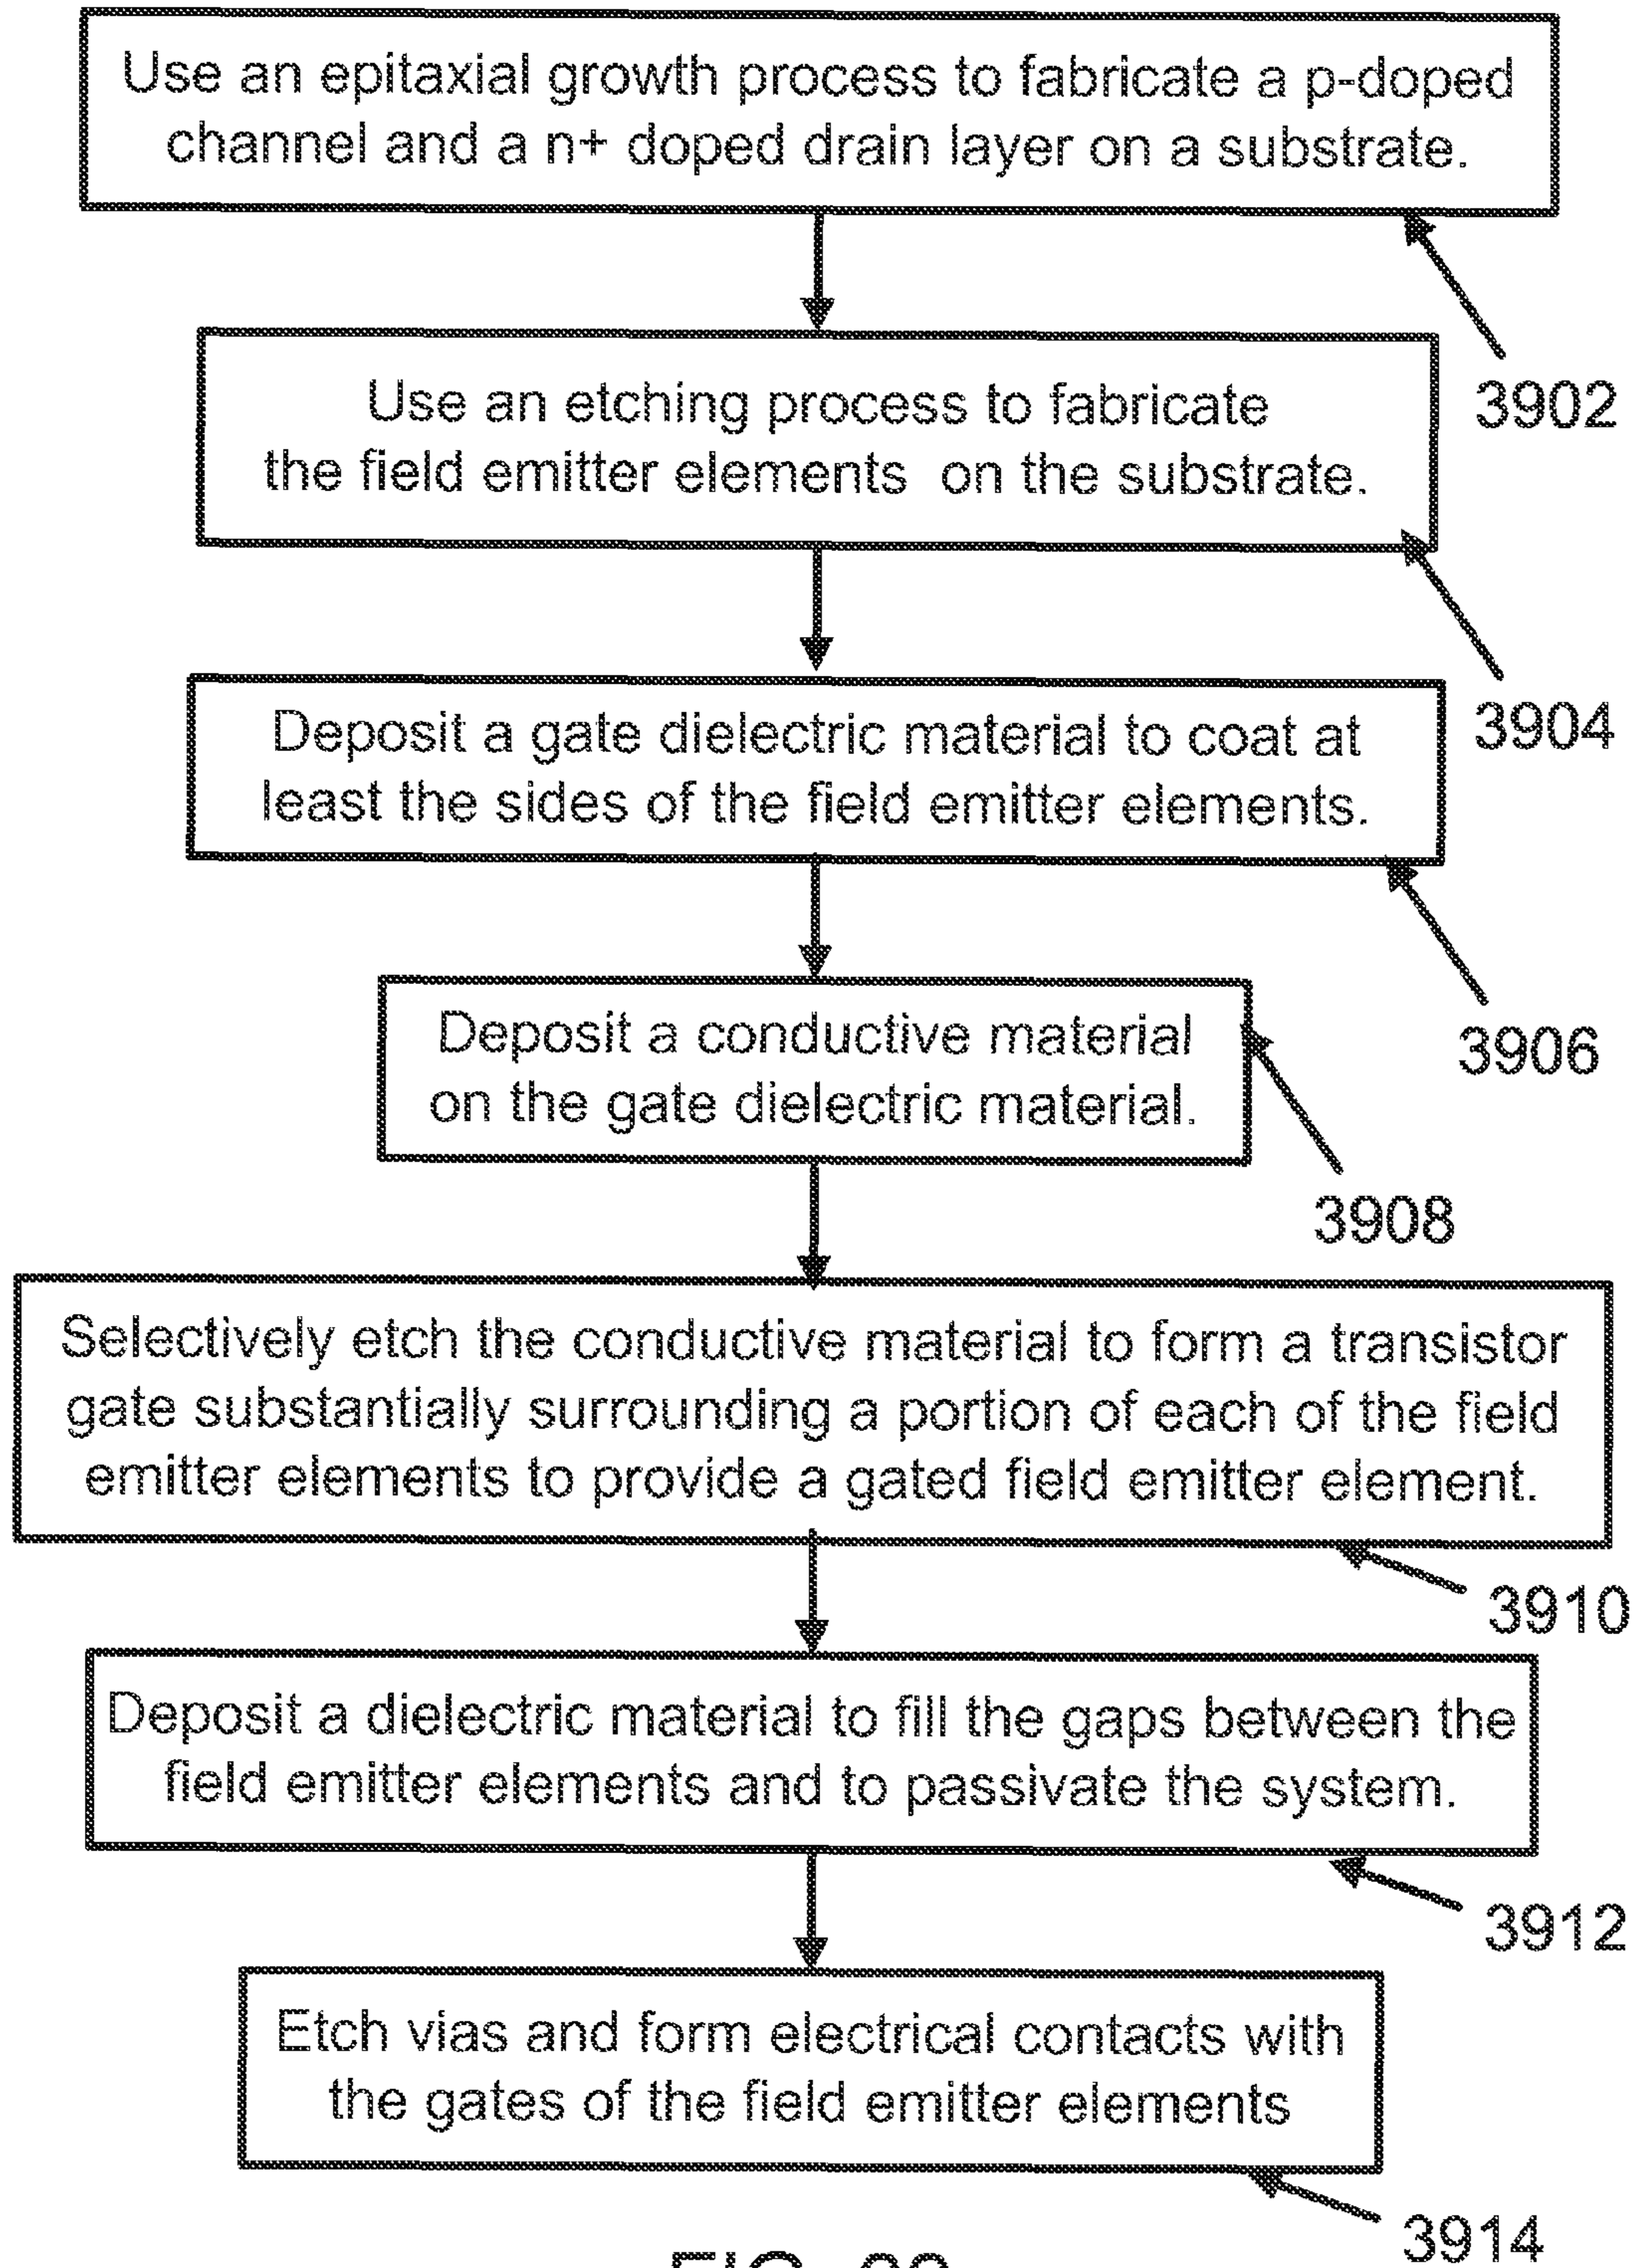 Use an epitaxial growth process to fabricate a p-doped
channel and a n+ doped drain layer on a substrate.
3902
Use an etching process to fabricate
the field emitter elements on the substrate.
3904
Deposit a gate dielectric material to coat at
least the sides of the field emitter elements.
3906
Deposit a conductive material
on the gate dielectric material.
3908
Selectively etch the conductive material to form a transistor
gate substantially surrounding a portion of each of the field
emitter elements to provide a gated field emitter element.
3910
Deposit a dielectric material to fill the gaps between the
field emitter elements and to passivate the system.
3912
Etch vias and form electrical contacts with
the gates of the field emitter elements
3914